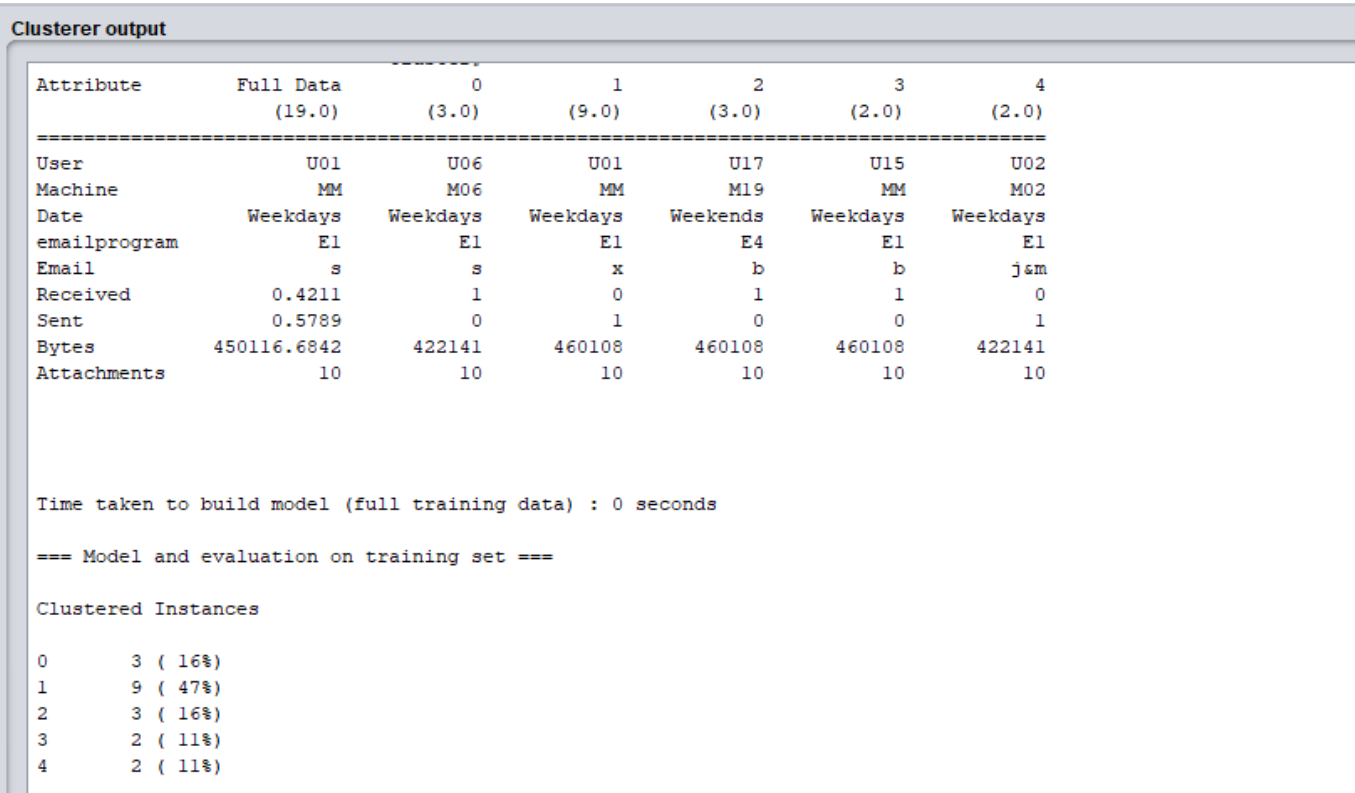 Clusterer output
Attribute Full Data 0 1 2 3 4
(19.0) (3.0) (9.0) (3.0) (2.0) (2.0)
================================================================================
User U01 U06 U01 U17 U15 U02
Machine MM M06 MM M19 MM M02
Date Weekdays Weekdays Weekdays Weekends Weekdays Weekdays
emailprogram E1 E1 E1 E4 E1 E1
Email s s x b b j&m
Received 0.4211 1 0 1 1 0
Sent 0.5789 0 1 0 0 1
Bytes 450116.6842 422141 460108 460108 460108 422141
Attachments 10 10 10 10 10 10
Time taken to build model (full training data) : 0 seconds
=== Model and evaluation on training set ===
Clustered Instances
0 3 ( 16%)
1 9 ( 47%)
2 3 ( 16%)
3 2 ( 11%)
4 2 ( 11%)